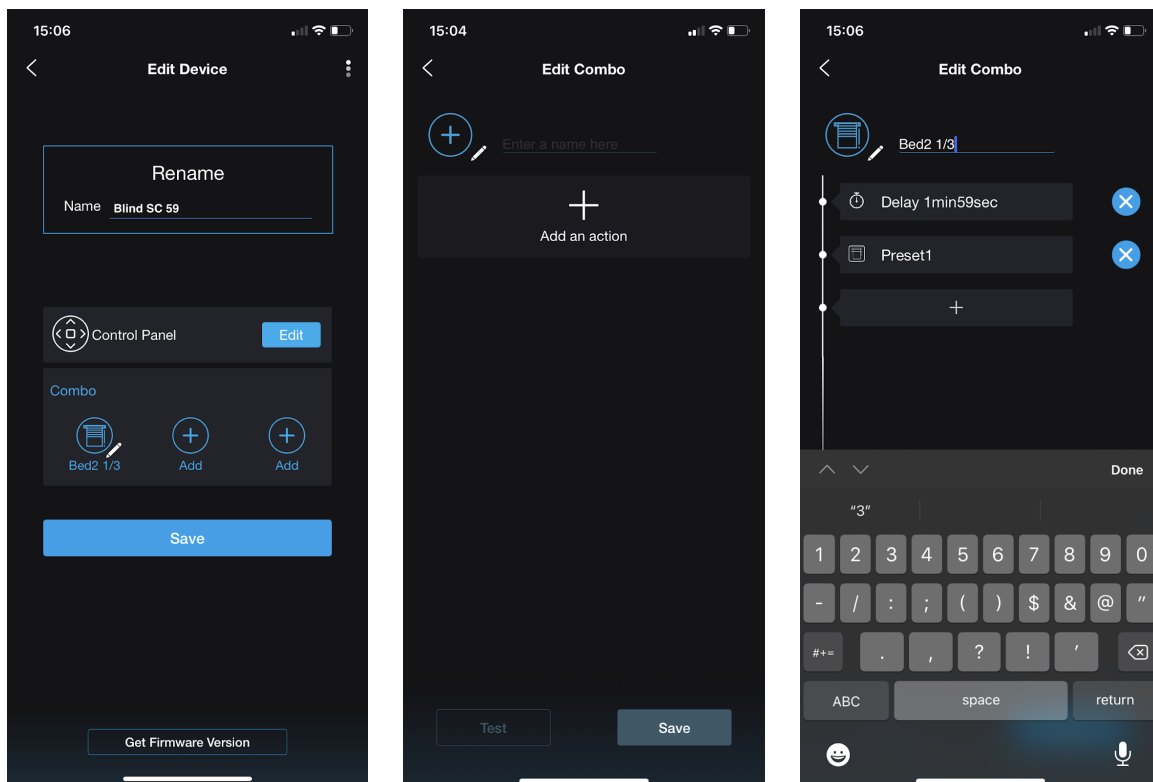 15:06
Edit Device
Rename
Name Blind SC 59
Control Panel
Edit
Combo
Bed2 1/3
Add
Add
Save
Get Firmware Version
15:04
Edit Combo
Enter a name here
Add an action
Test
Save
15:06
Edit Combo
Bed2 1/3
Delay 1min59sec
Preset1
+
Done
“3”
1 2 3 4 5 6 7 8 9 0
- / : ; ( ) $ & @ "
#+= . , ? ! '
ABC space return